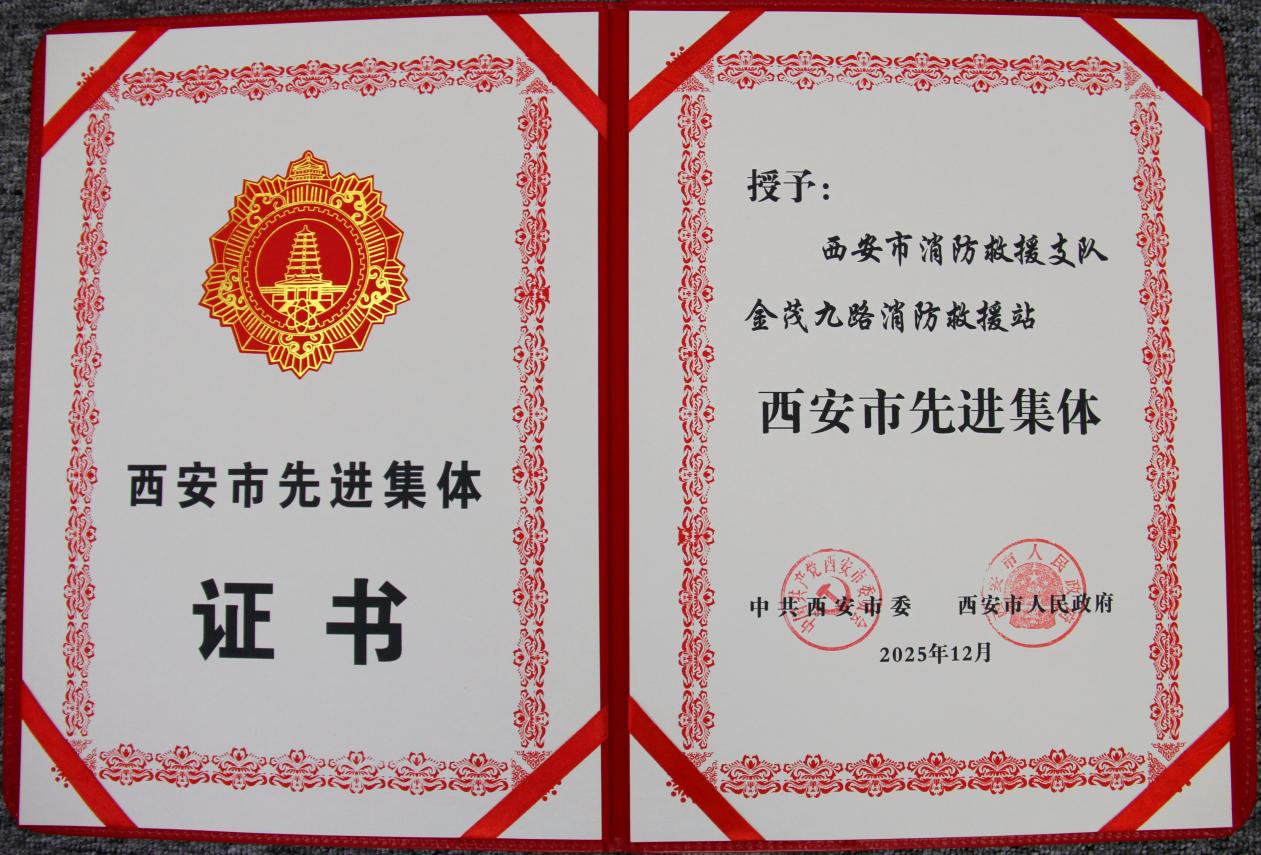 西安市先进集体
证书
授予：
西安市消防救援支队
金茂九路消防救援站
西安市先进集体
中共西安市委
西安市人民政府
2025年12月